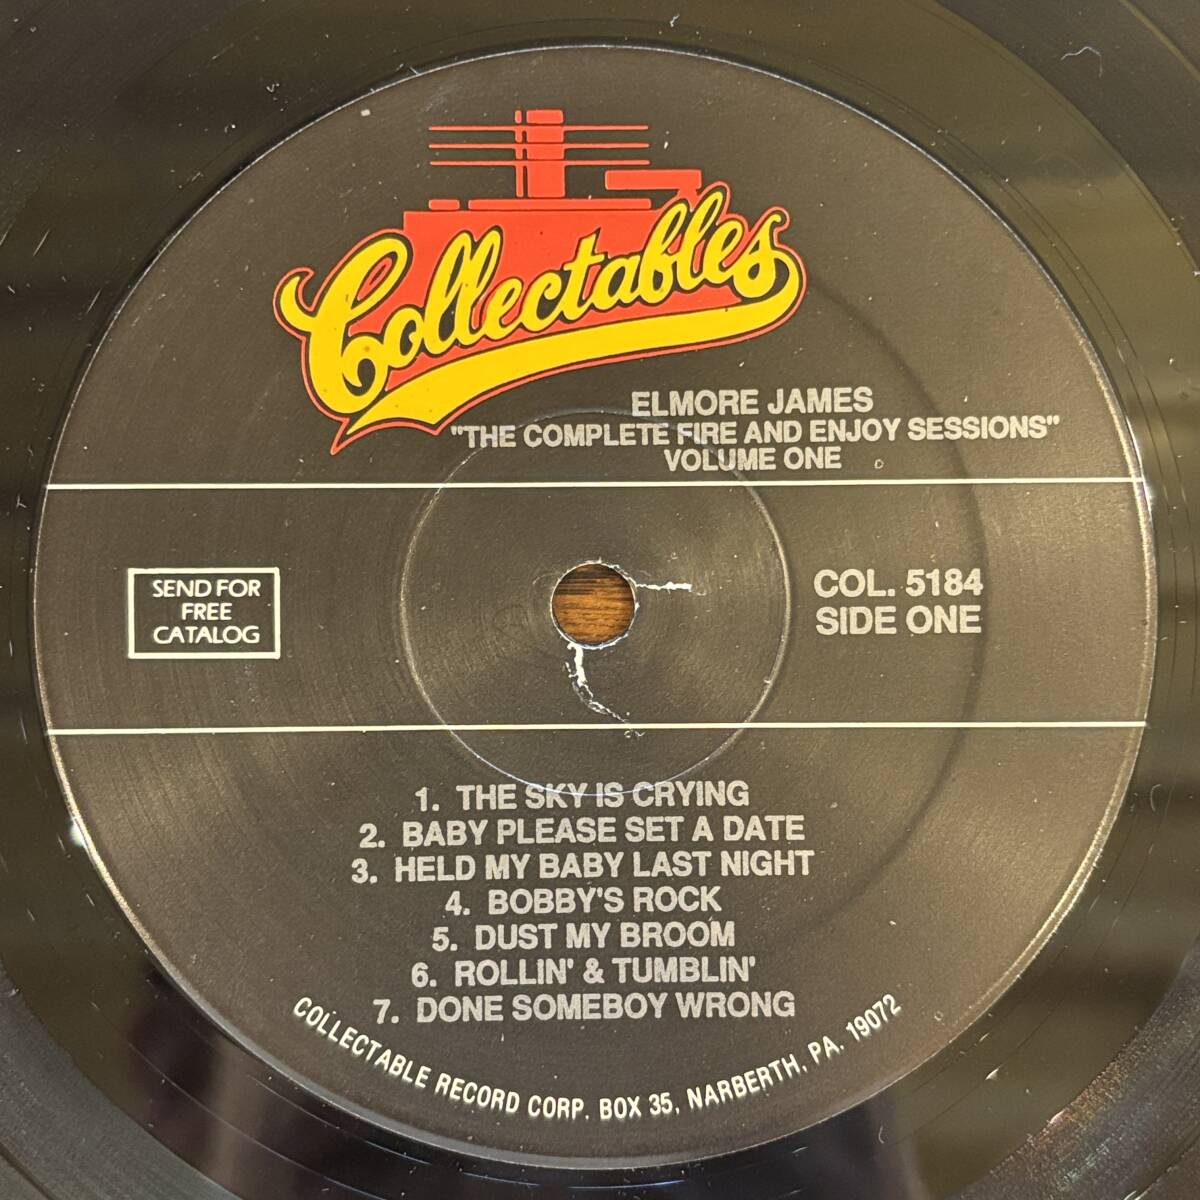 Collectables
ELMORE JAMES
"THE COMPLETE FIRE AND ENJOY SESSIONS"
VOLUME ONE
SEND FOR
FREE
CATALOG
COL. 5184
SIDE ONE
1. THE SKY IS CRYING
2. BABY PLEASE SET A DATE
3. HELD MY BABY LAST NIGHT
4. BOBBY'S ROCK
5. DUST MY BROOM
6. ROLLIN' & TUMBLIN'
7. DONE SOMEBOY WRONG
COLLECTABLE RECORD CORP. BOX 35, NARBERTH, PA. 19072